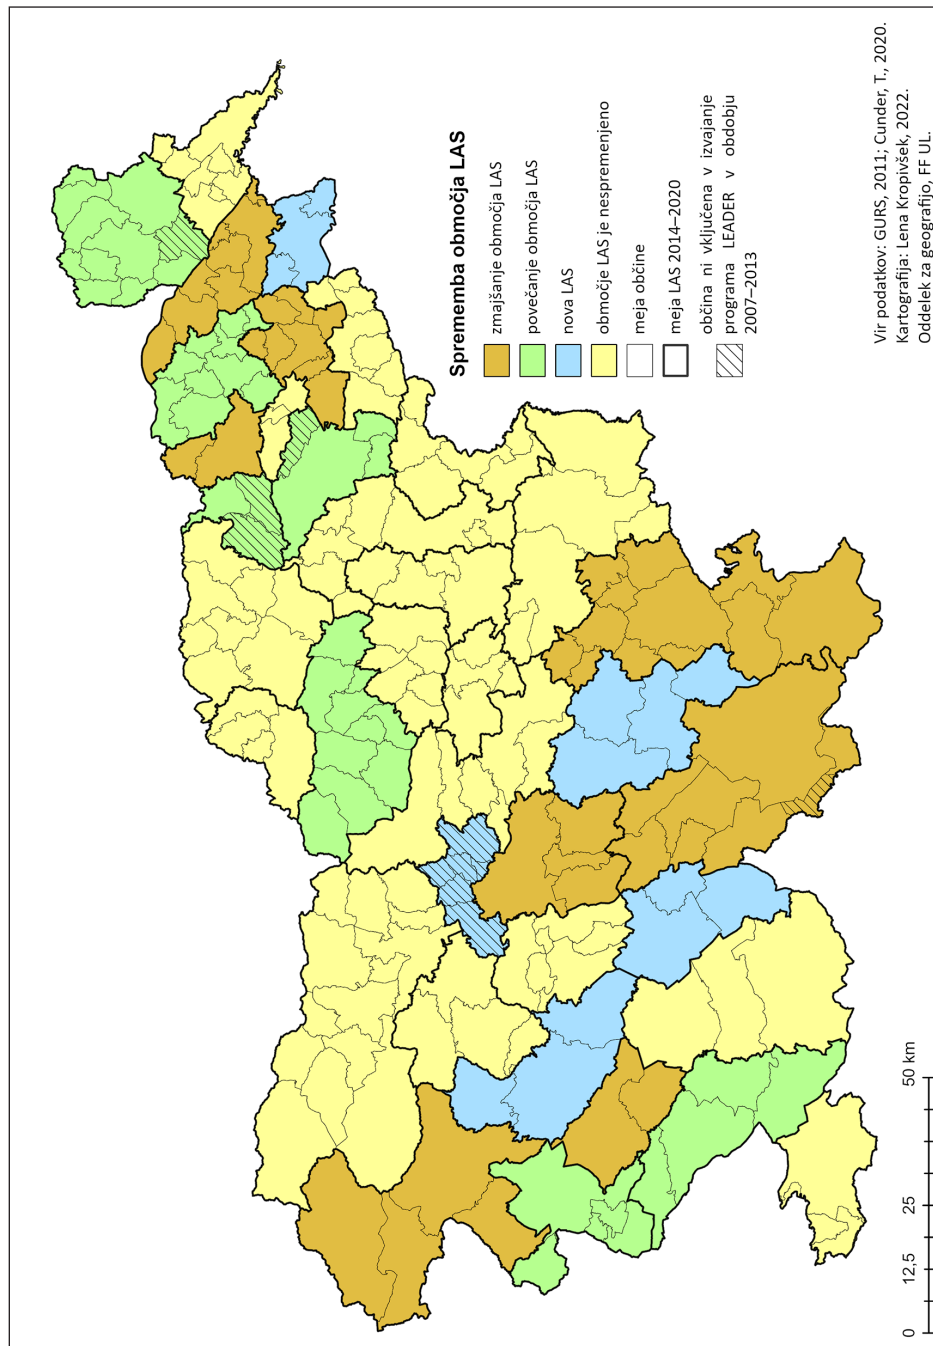 Sprememba območja LAS
zmajšanje območja LAS
povečanje območja LAS
nova LAS
območje LAS je nespremenjeno
meja občine
meja LAS 2014–2020
občina ni vključena v izvajanje
programa LEADER v obdobju
2007–2013
0 12,5 25 50 km
Vir podatkov: GURS, 2011; Cunder, T., 2020.
Kartografija: Lena Kropivšek, 2022.
Oddelek za geografijo, FF UL.